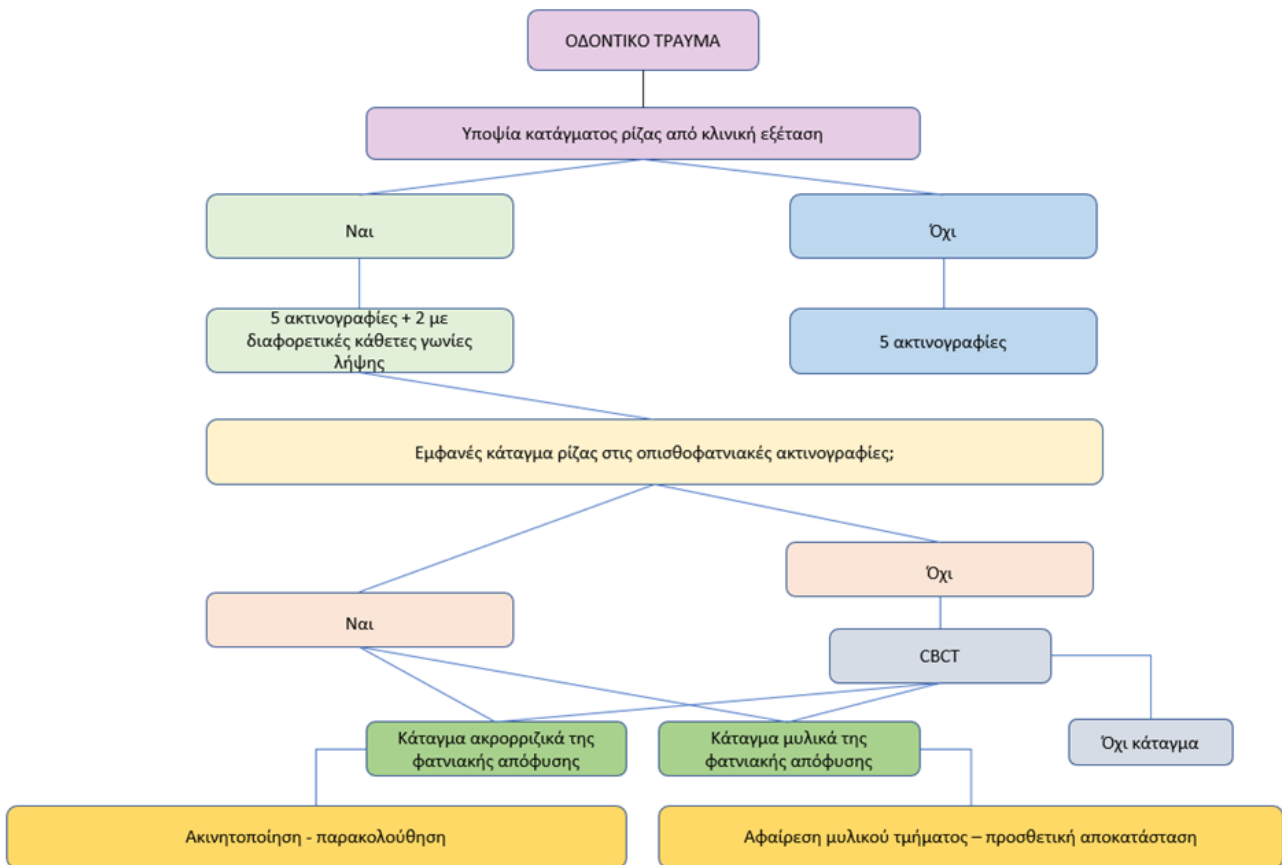 ΟΔΟΝΤΙΚΟ ΤΡΑΥΜΑ
Υποψία κατάγματος ρίζας από κλινική εξέταση
Ναι
Όχι
5 ακτινογραφίες + 2 με
διαφορετικές κάθετες γωνίες
λήψης
5 ακτινογραφίες
Εμφανές κάταγμα ρίζας στις οπισθοφατνιακές ακτινογραφίες;
Όχι
Ναι
CBCT
Κάταγμα ακρορριζικά της
φατνιακής απόφυσης
Κάταγμα μυλικά της
φατνιακής απόφυσης
Όχι κάταγμα
Ακινητοποίηση - παρακολούθηση
Αφαίρεση μυλικού τμήματος – προσθετική αποκατάσταση